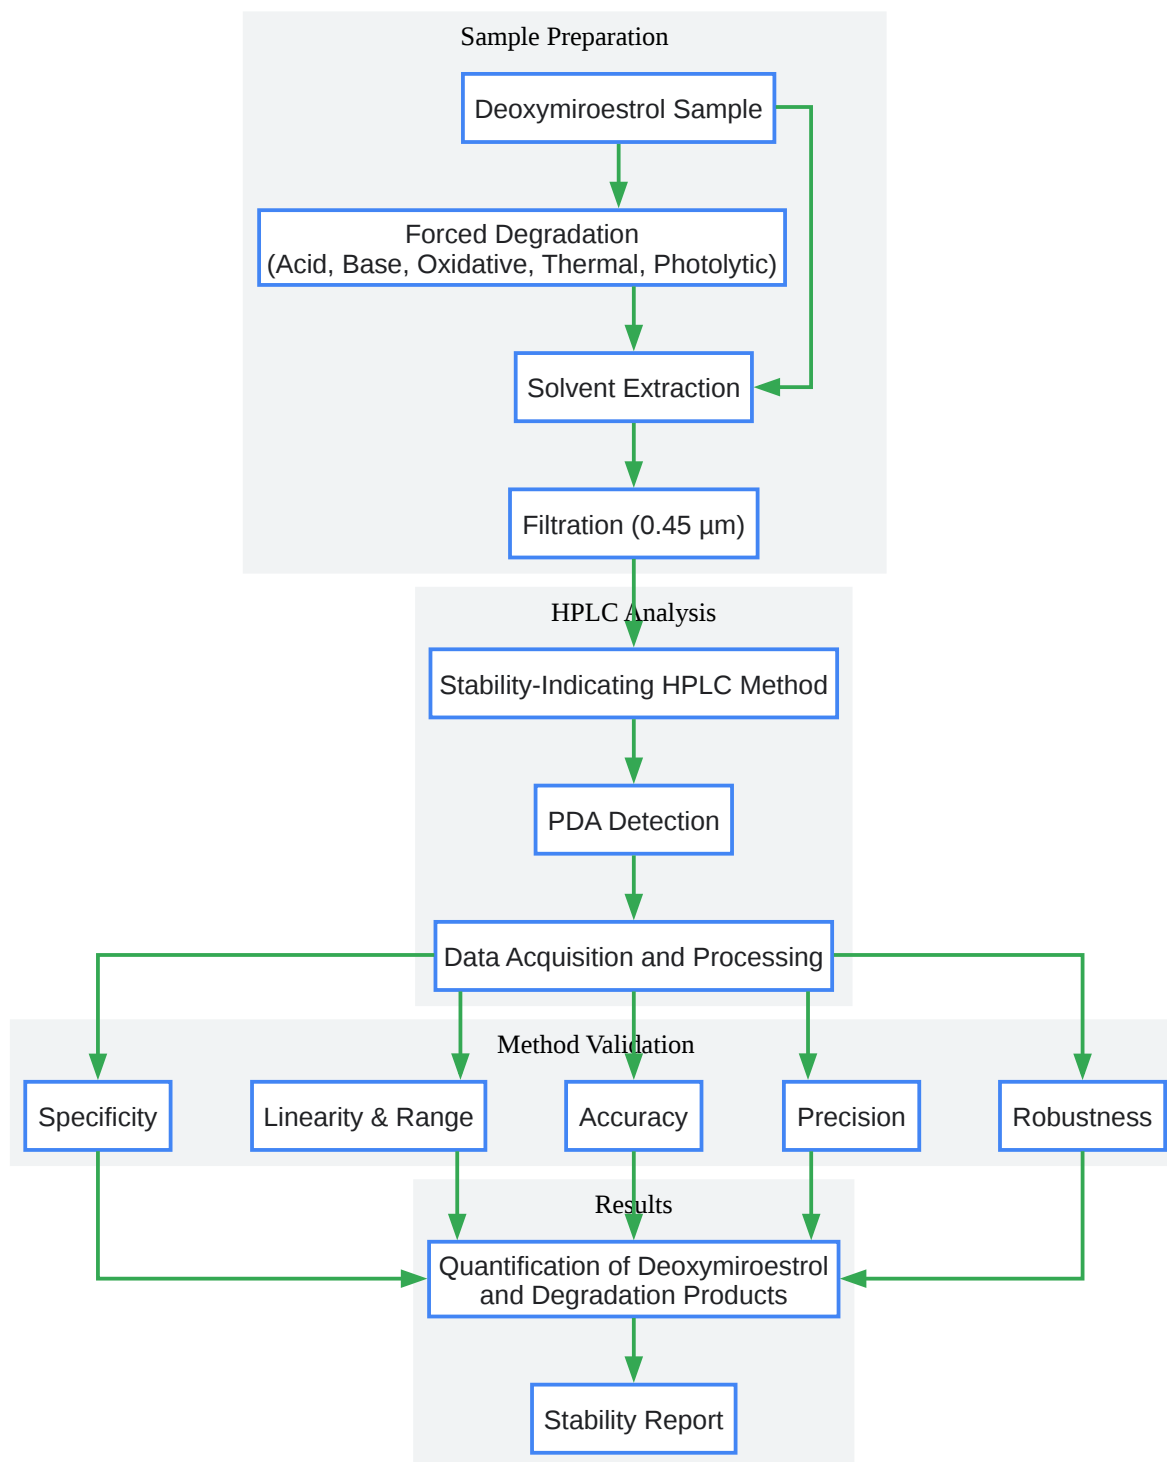 Sample Preparation
Deoxymiroestrol Sample
Forced Degradation
(Acid, Base, Oxidative, Thermal, Photolytic)
Solvent Extraction
Filtration (0.45 µm)
HPLC Analysis
Stability-Indicating HPLC Method
PDA Detection
Data Acquisition and Processing
Method Validation
Specificity
Linearity & Range
Accuracy
Precision
Robustness
Results
Quantification of Deoxymiroestrol
and Degradation Products
Stability Report